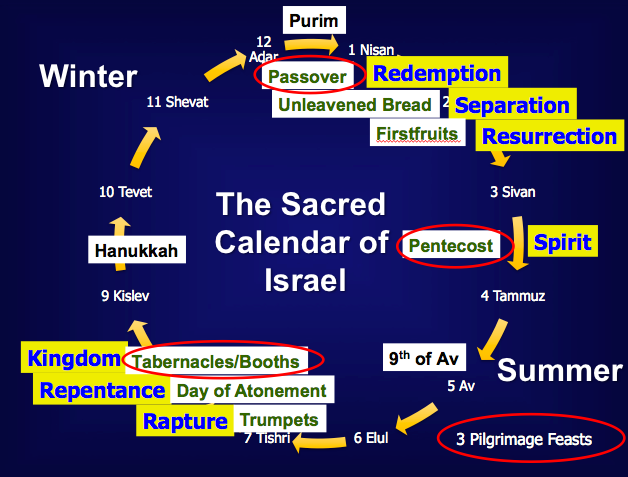 Purim
12
Adar
1 Nisan
Winter
Passover
Redemption
11 Shevat
Unleavened Bread
2
Separation
Firstfruits
Resurrection
10 Tevet
3 Sivan
The Sacred
Calendar of
Israel
Pentecost
Spirit
Hanukkah
9 Kislev
4 Tammuz
Kingdom
Tabernacles/Booths
9th of Av
Summer
Repentance
Day of Atonement
5 Av
Rapture
Trumpets
7 Tishri
6 Elul
3 Pilgrimage Feasts